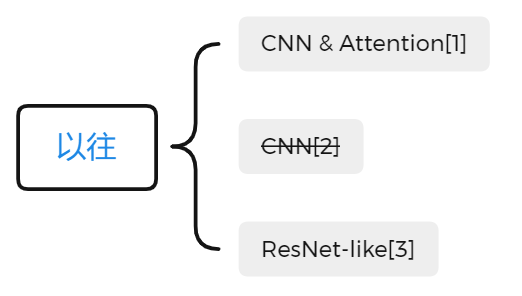 以往
CNN & Attention[1]
CNN[2]
ResNet-like[3]